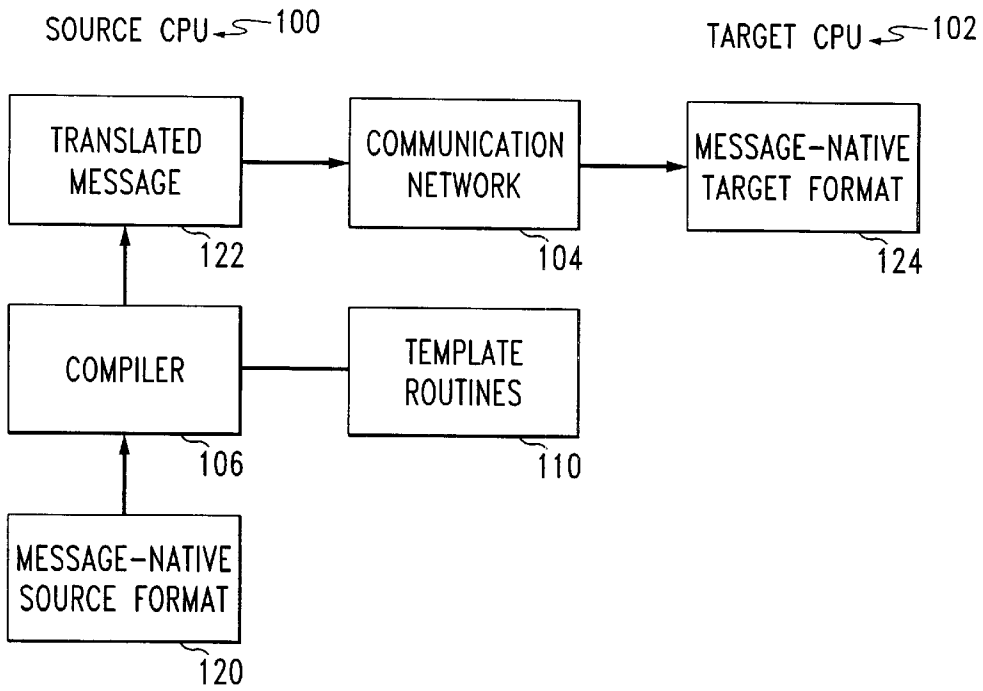 SOURCE CPU 100
TARGET CPU 102
TRANSLATED
MESSAGE
122
COMMUNICATION
NETWORK
104
MESSAGE-NATIVE
TARGET FORMAT
124
COMPILER
106
TEMPLATE
ROUTINES
110
MESSAGE-NATIVE
SOURCE FORMAT
120